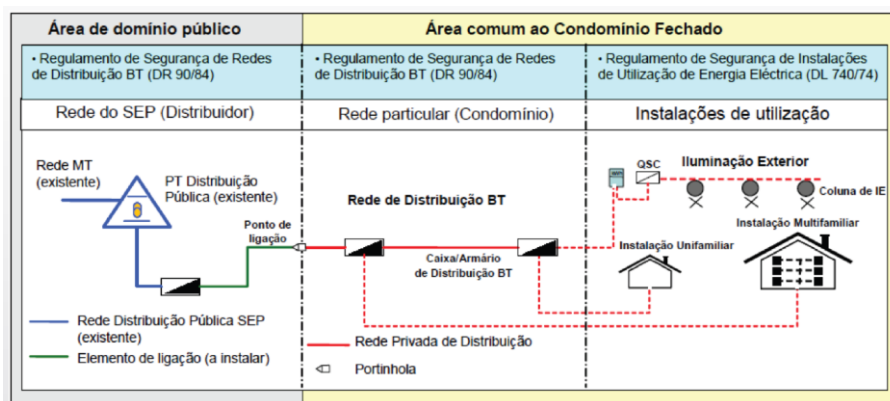 Área de domínio público
Área comum ao Condomínio Fechado
• Regulamento de Segurança de Redes
de Distribuição BT (DR 90/84)
• Regulamento de Segurança de Redes
de Distribuição BT (DR 90/84)
• Regulamento de Segurança de Instalações
de Utilização de Energia Eléctrica (DL 740/74)
Rede do SEP (Distribuidor)
Rede particular (Condomínio)
Instalações de utilização
Rede MT
(existente)
PT Distribuição
Pública (existente)
Ponto de
ligação
Rede de Distribuição BT
Caixa/Armário
de Distribuição BT
QSC
Iluminação Exterior
Coluna de IE
Instalação Unifamiliar
Instalação Multifamiliar
Rede Distribuição Pública SEP
(existente)
Elemento de ligação (a instalar)
Rede Privada de Distribuição
Portinhola